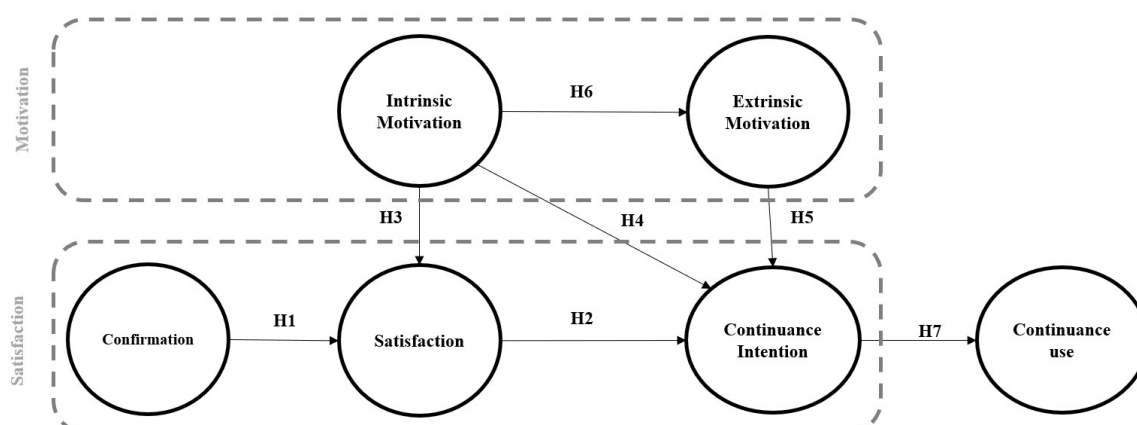 Motivation
Intrinsic
Motivation
H6
Extrinsic
Motivation
H3
H4
H5
Satisfaction
Confirmation
H1
Satisfaction
H2
Continuance
Intention
H7
Continuance
use